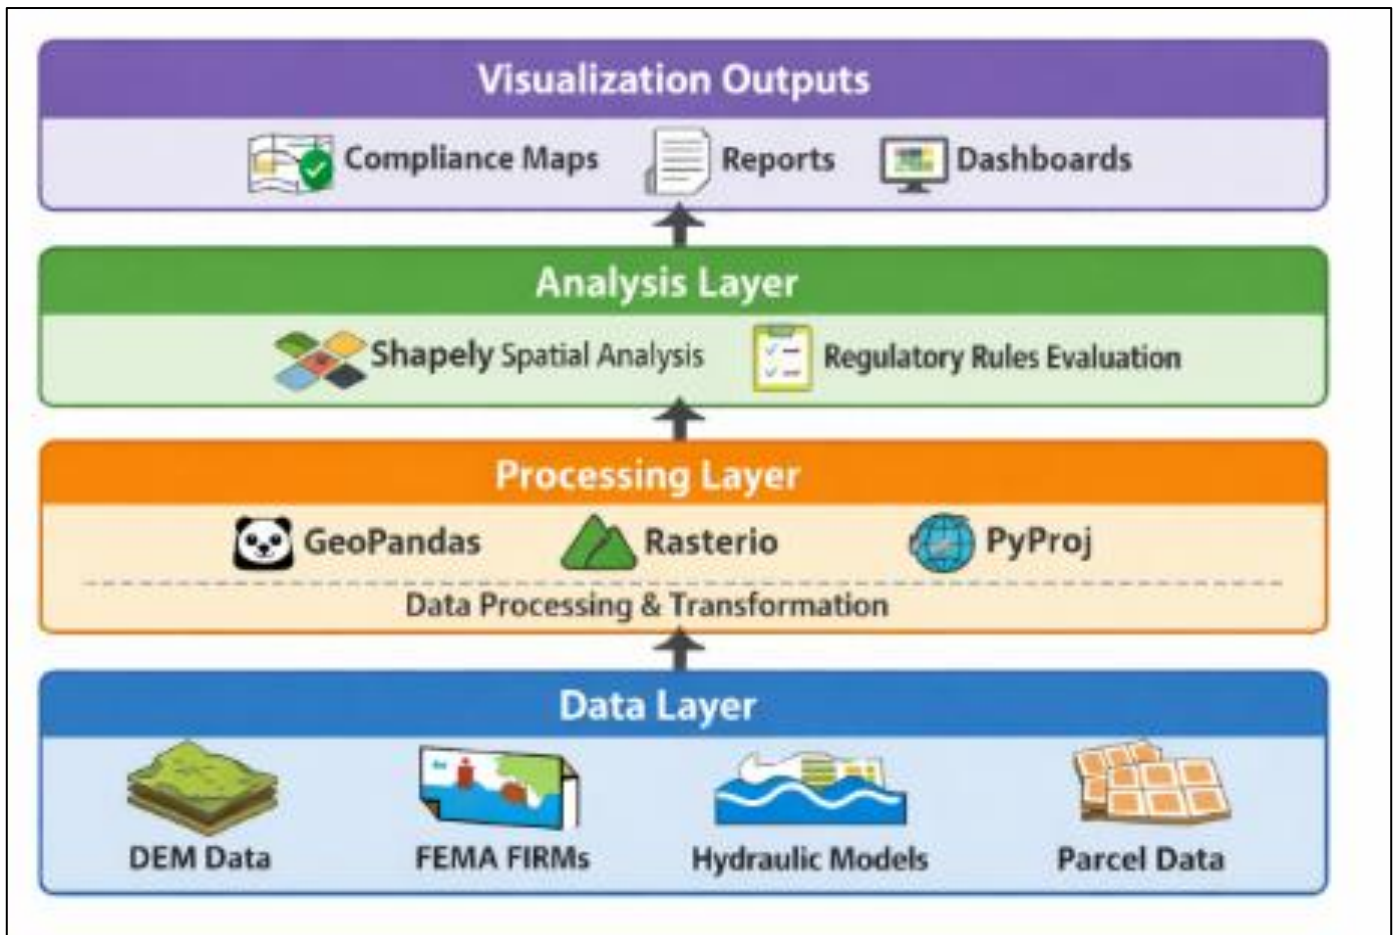 Visualization Outputs
Compliance Maps Reports Dashboards
Analysis Layer
Shapely Spatial Analysis Regulatory Rules Evaluation
Processing Layer
GeoPandas Rasterio PyProj
Data Processing & Transformation
Data Layer
DEM Data FEMA FIRMs Hydraulic Models Parcel Data